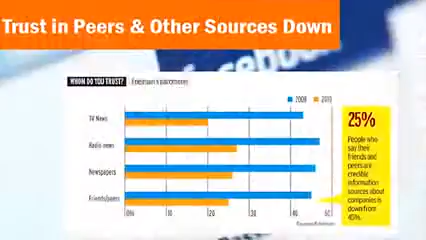 Trust in Peers & Other Sources Down
facebook
WHOM DO YOU TRUST?
2008 2010
TV News
Radio news
Newspapers
Friends/peers
0% 10 20 30 40 50
25%
People who
say their
friends and
peers are
credible
information
sources about
companies is
down from
45%.